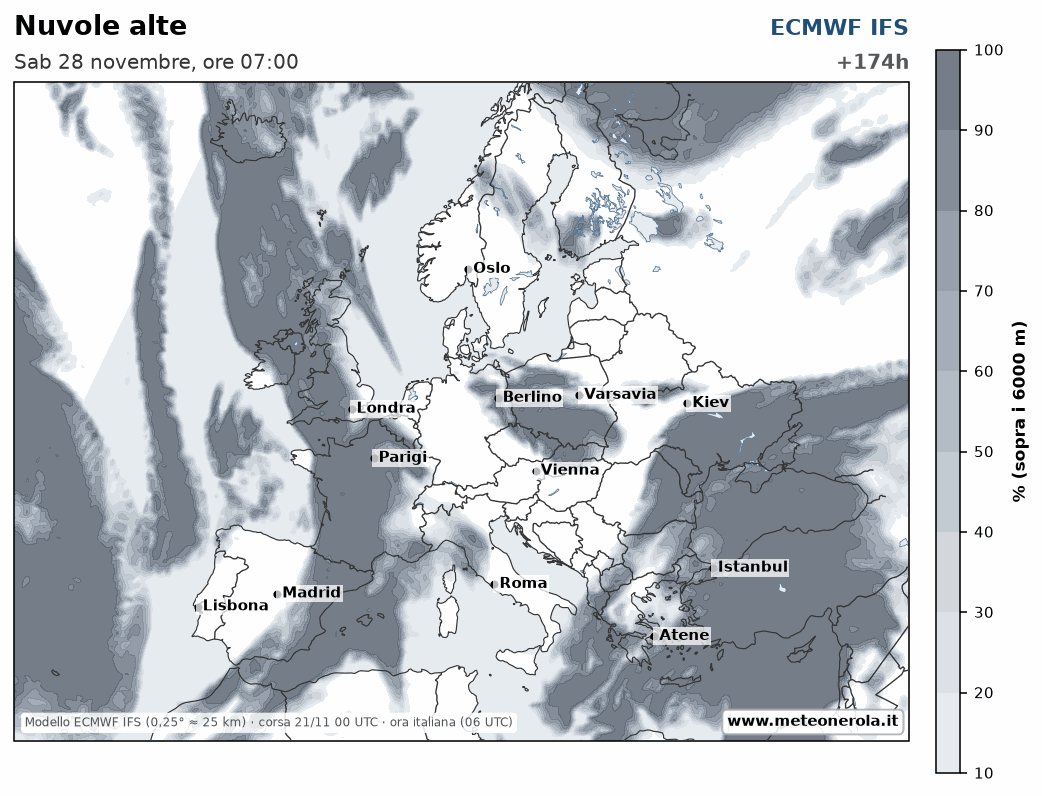 Nuvole alte
ECMWF IFS
Sab 28 novembre, ore 07:00
+174h
Oslo
Berlino
Varsavia
Kiev
Londra
Parigi
Vienna
Istanbul
Roma
Madrid
Lisbona
Atene
Modello ECMWF IFS (0,25° ≈ 25 km) · corsa 21/11 00 UTC · ora italiana (06 UTC)
www.meteonerola.it
100
90
80
70
60
50
40
30
20
10
% (sopra i 6000 m)